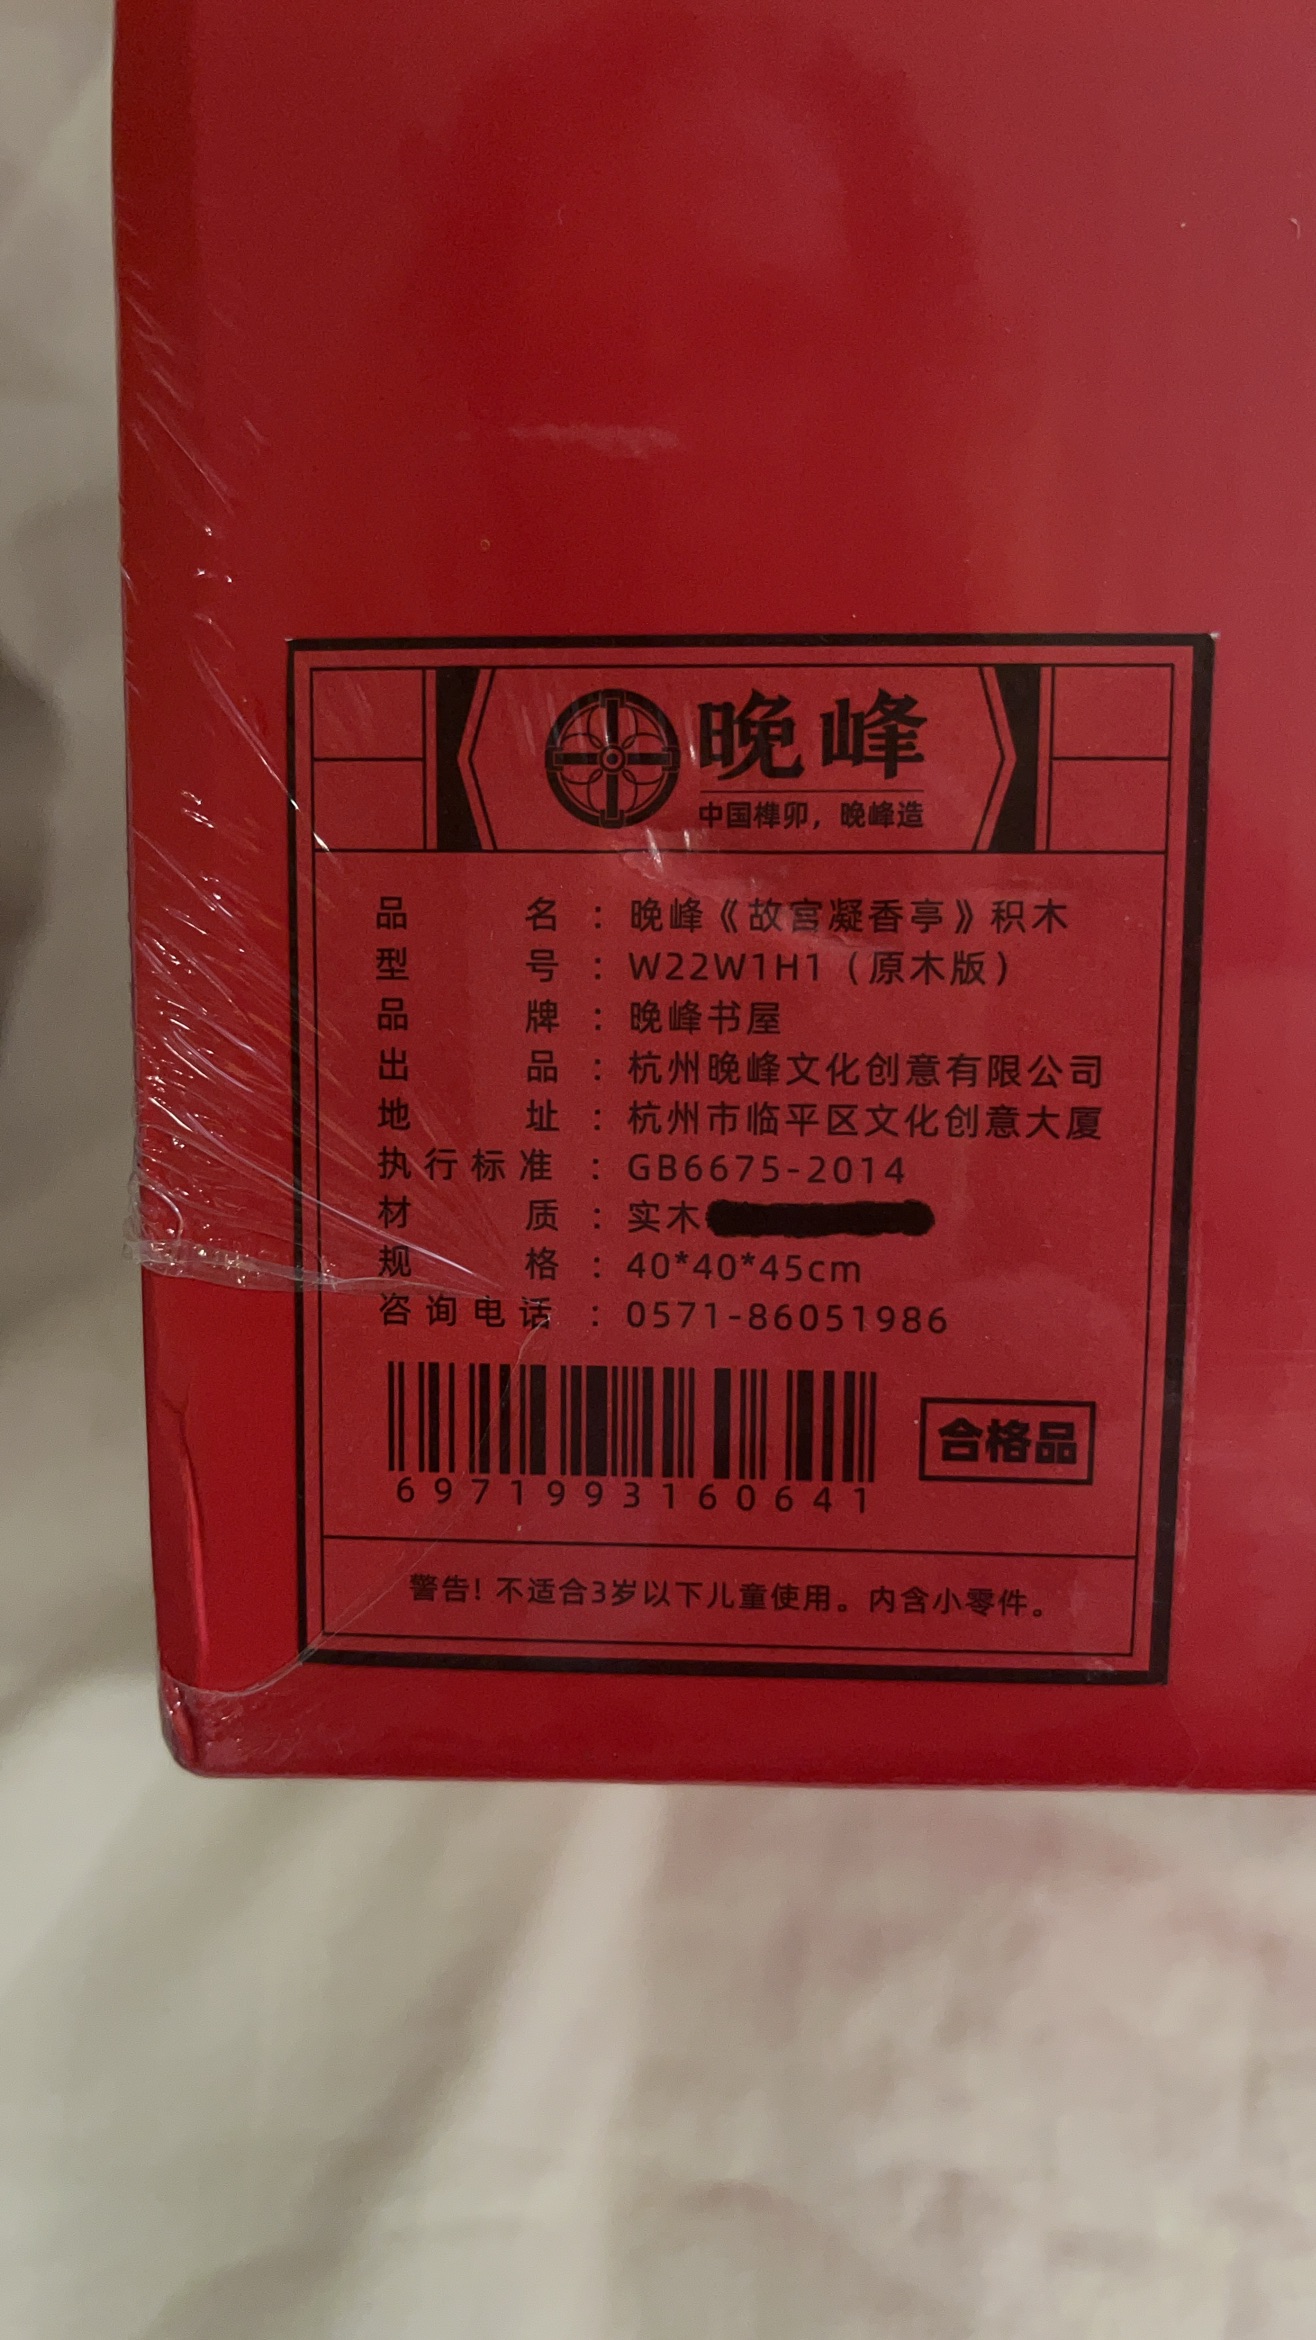 晚峰
中国榫卯，晚峰造
品名：晚峰《故宫凝香亭》积木
型号：W22W1H1（原木版）
品牌：晚峰书屋
出品：杭州晚峰文化创意有限公司
地址：杭州市临平区文化创意大厦
执行标准：GB6675-2014
材质：实木
规格：40*40*45cm
咨询电话：0571-86051986
6971993160641
合格品
警告！不适合3岁以下儿童使用。内含小零件。